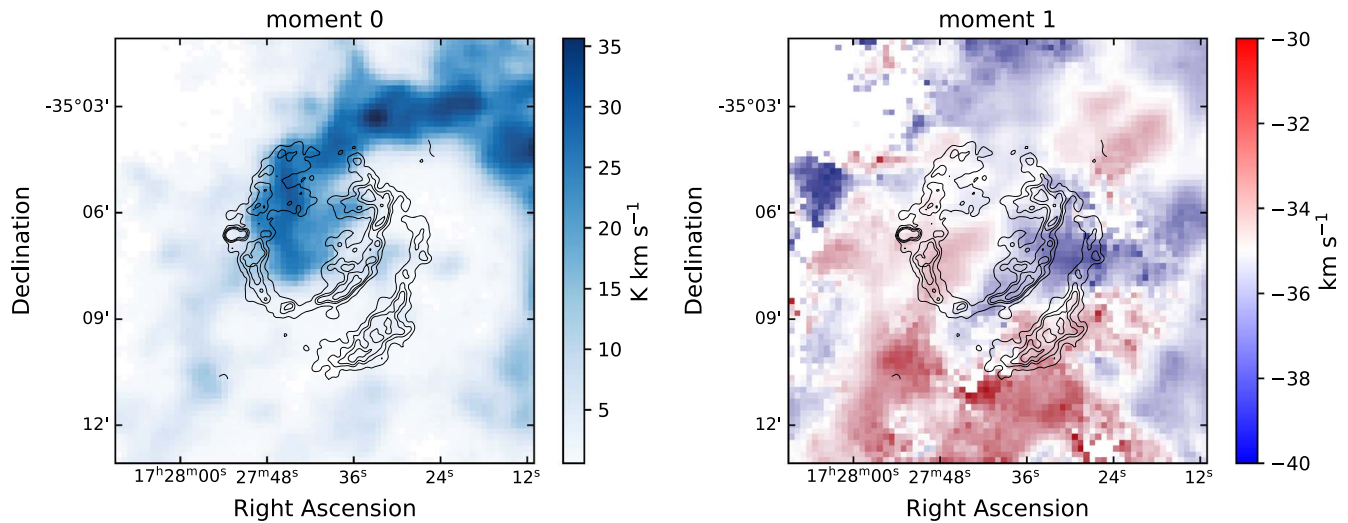 moment 0
moment 1
Declination
-35°03'
06'
09'
12'
17ʰ28ᵐ00ˢ 27ᵐ48ˢ 36ˢ 24ˢ 12ˢ
Right Ascension
35
30
25
20
15
10
5
K km s⁻¹
Declination
-35°03'
06'
09'
12'
17ʰ28ᵐ00ˢ 27ᵐ48ˢ 36ˢ 24ˢ 12ˢ
Right Ascension
−30
−32
−34
−36
−38
−40
km s⁻¹